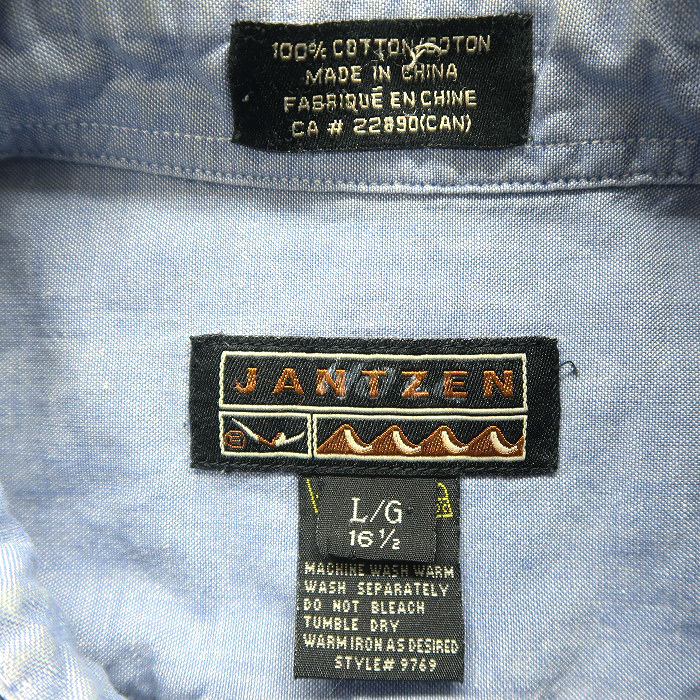 100% COTTON/COTON
MADE IN CHINA
FABRIQUÉ EN CHINE
CA # 22890(CAN)
JANTZEN
L/G
16 ½
MACHINE WASH WARM
WASH SEPARATELY
DO NOT BLEACH
TUMBLE DRY
WARM IRON AS DESIRED
STYLE# 9769